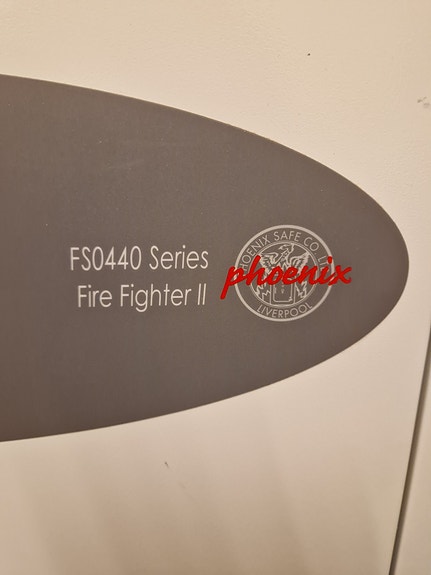 FS0440 Series
Fire Fighter II
phoenix
PHOENIX SAFE CO LTD
LIVERPOOL